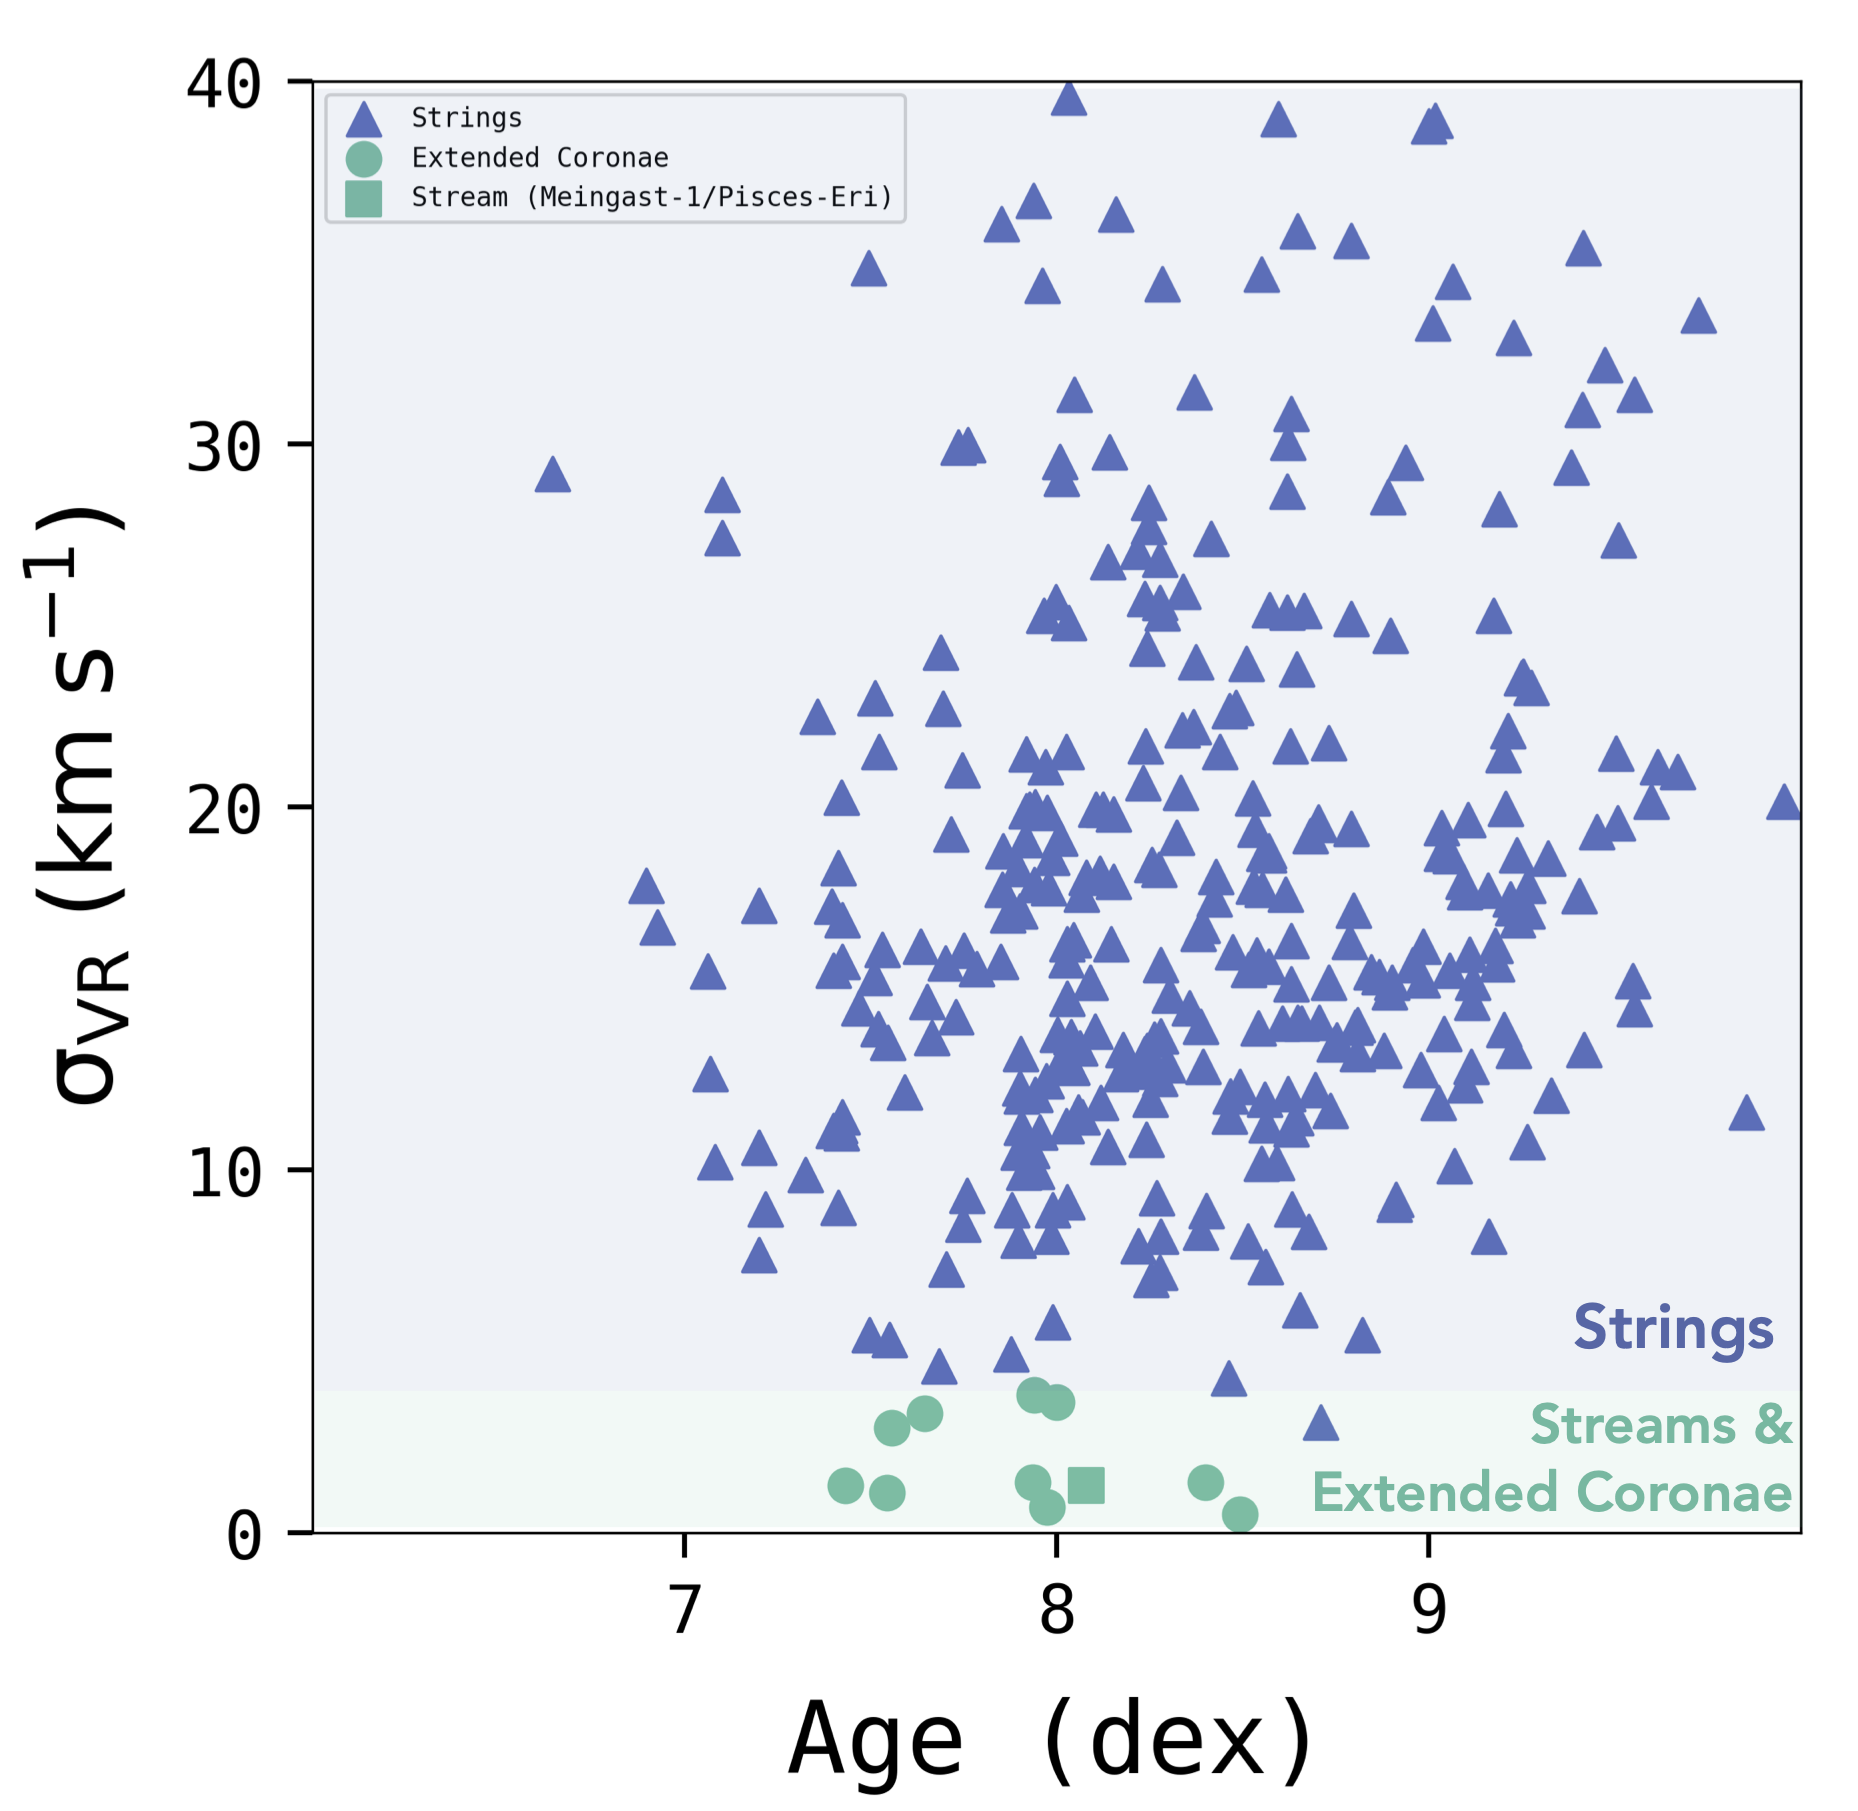 40
30
20
10
0
σVR (km s⁻¹)
Strings
Extended Coronae
Stream (Meingast-1/Pisces-Eri)
Strings
Streams &
Extended Coronae
7 8 9
Age (dex)